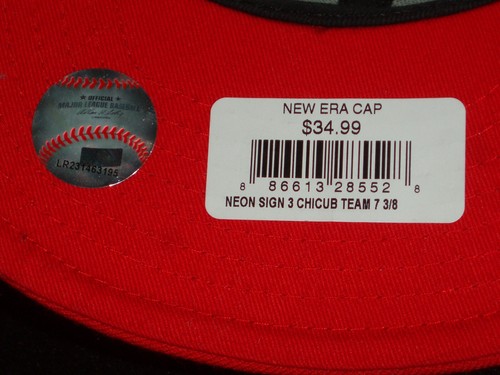 OFFICIAL
MAJOR LEAGUE BASEBALL
LR231463195
NEW ERA CAP
$34.99
8 86613 28552 8
NEON SIGN 3 CHICUB TEAM 7 3/8